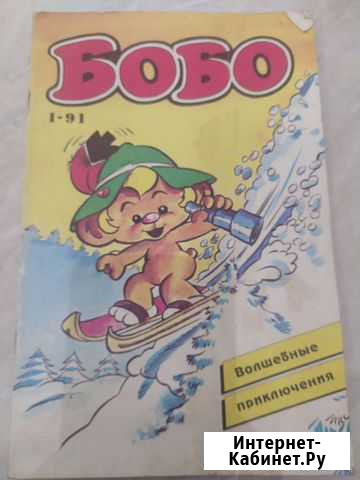 БОБО
1-91
Волшебные
приключения
Интернет-
Кабинет.Ру